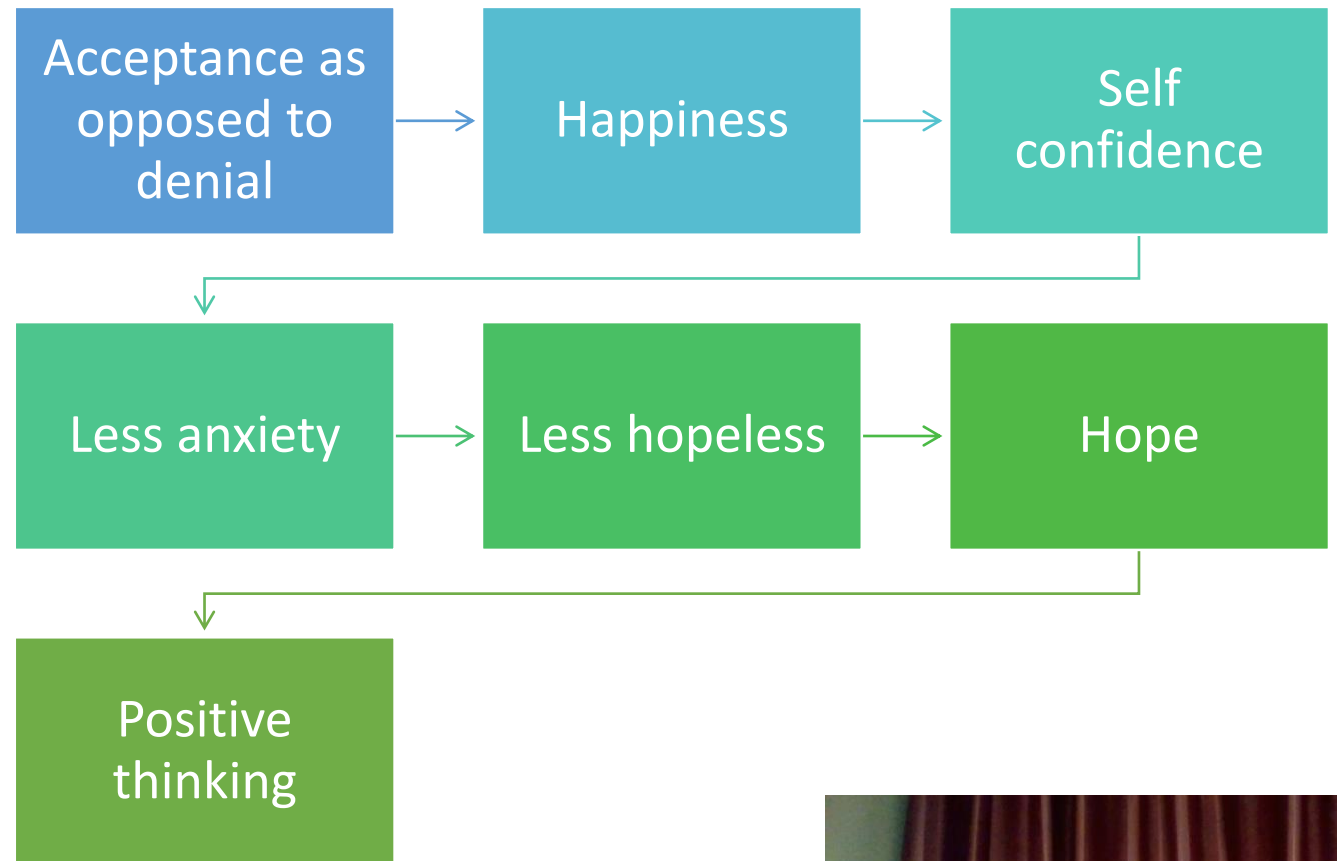 Acceptance as
opposed to
denial
Happiness
Self
confidence
Less anxiety
Less hopeless
Hope
Positive
thinking